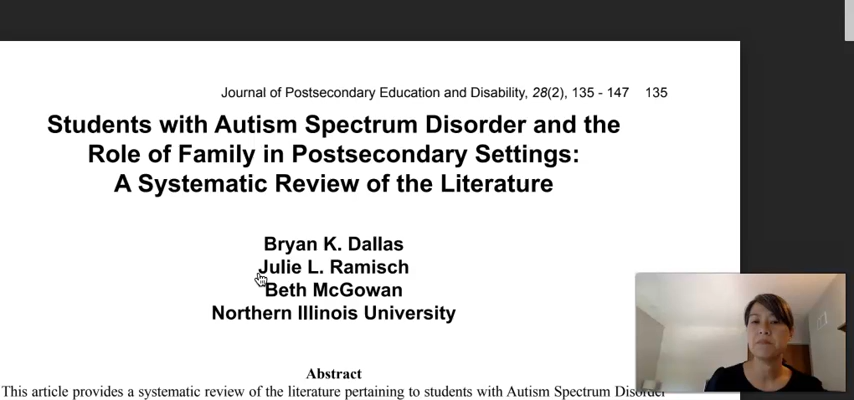 Journal of Postsecondary Education and Disability, 28(2), 135 - 147 135
Students with Autism Spectrum Disorder and the
Role of Family in Postsecondary Settings:
A Systematic Review of the Literature
Bryan K. Dallas
Julie L. Ramisch
Beth McGowan
Northern Illinois University
Abstract
This article provides a systematic review of the literature pertaining to students with Autism Spectrum Disorder